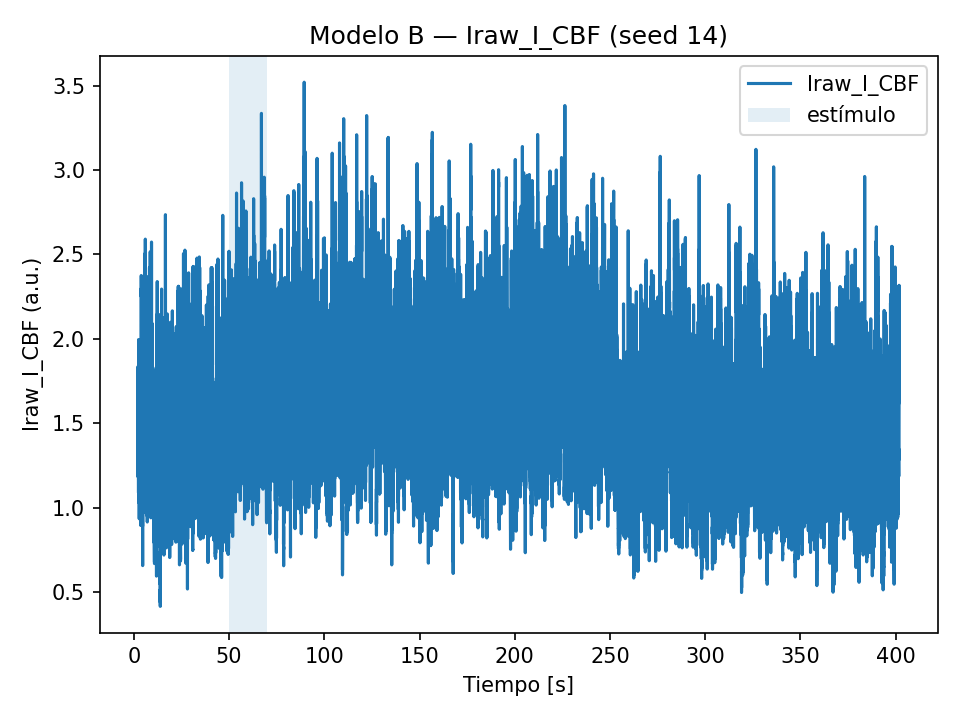 Modelo B — Iraw_I_CBF (seed 14)
Iraw_I_CBF
estímulo
Iraw_I_CBF (a.u.)
3.5
3.0
2.5
2.0
1.5
1.0
0.5
0 50 100 150 200 250 300 350 400
Tiempo [s]